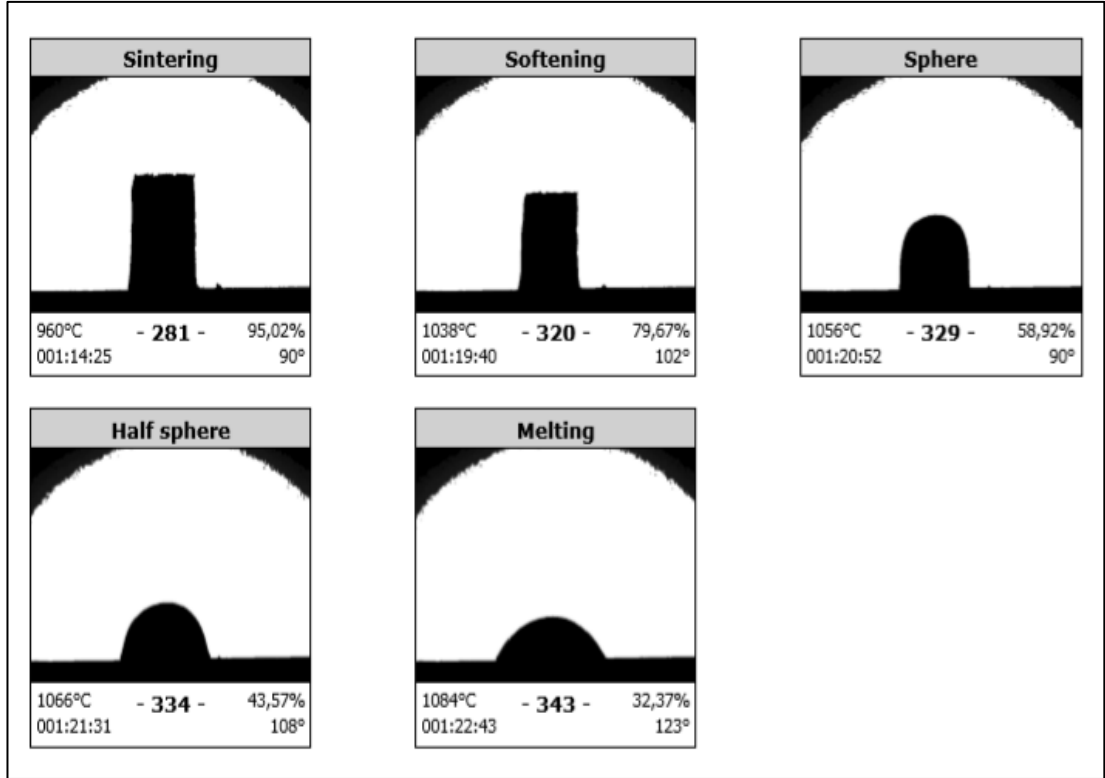 Sintering
960°C - 281 - 95,02%
001:14:25 90°
Softening
1038°C - 320 - 79,67%
001:19:40 102°
Sphere
1056°C - 329 - 58,92%
001:20:52 90°
Half sphere
1066°C - 334 - 43,57%
001:21:31 108°
Melting
1084°C - 343 - 32,37%
001:22:43 123°